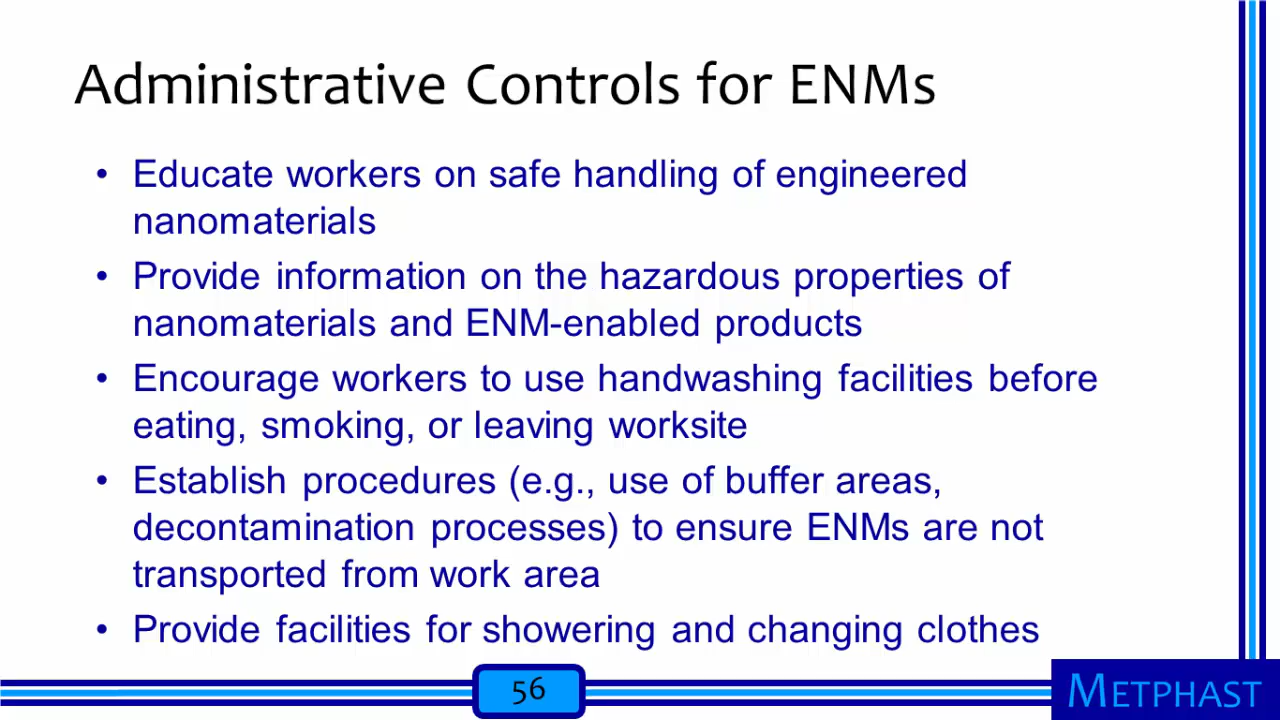 Administrative Controls for ENMs
• Educate workers on safe handling of engineered
nanomaterials
• Provide information on the hazardous properties of
nanomaterials and ENM-enabled products
• Encourage workers to use handwashing facilities before
eating, smoking, or leaving worksite
• Establish procedures (e.g., use of buffer areas,
decontamination processes) to ensure ENMs are not
transported from work area
• Provide facilities for showering and changing clothes
56
METPHAST